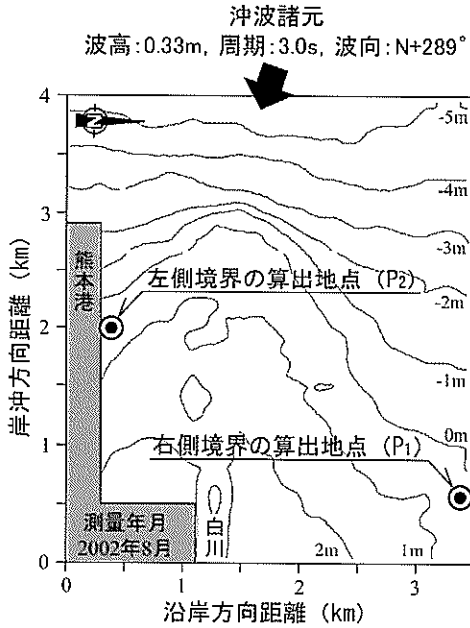 沖波諸元
波高:0.33m, 周期:3.0s, 波向:N+289°
4
3
2
1
0
岸沖方向距離 (km)
N
-5m
-4m
-3m
-2m
-1m
0m
熊本港
左側境界の算出地点 (P2)
右側境界の算出地点 (P1)
測量年月
2002年8月
白川
2m
1m
0
1
2
3
沿岸方向距離 (km)